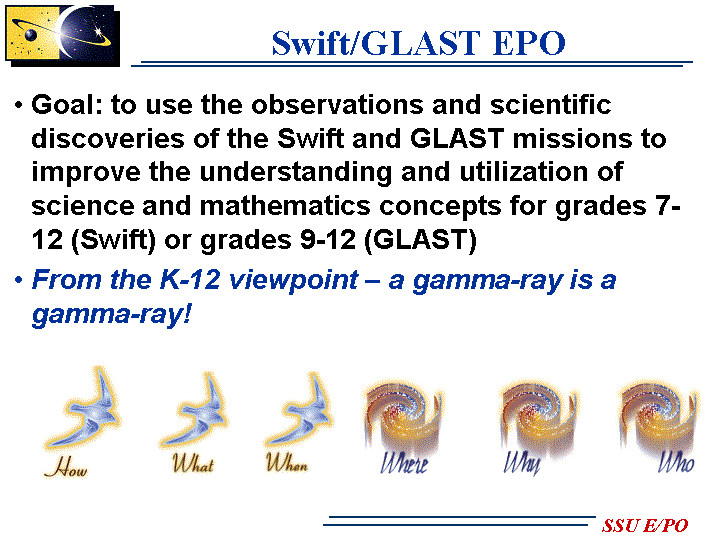 Swift/GLAST EPO
• Goal: to use the observations and scientific
discoveries of the Swift and GLAST missions to
improve the understanding and utilization of
science and mathematics concepts for grades 7-
12 (Swift) or grades 9-12 (GLAST)
• From the K-12 viewpoint – a gamma-ray is a
gamma-ray!
How What When Where Why Who
SSU E/PO